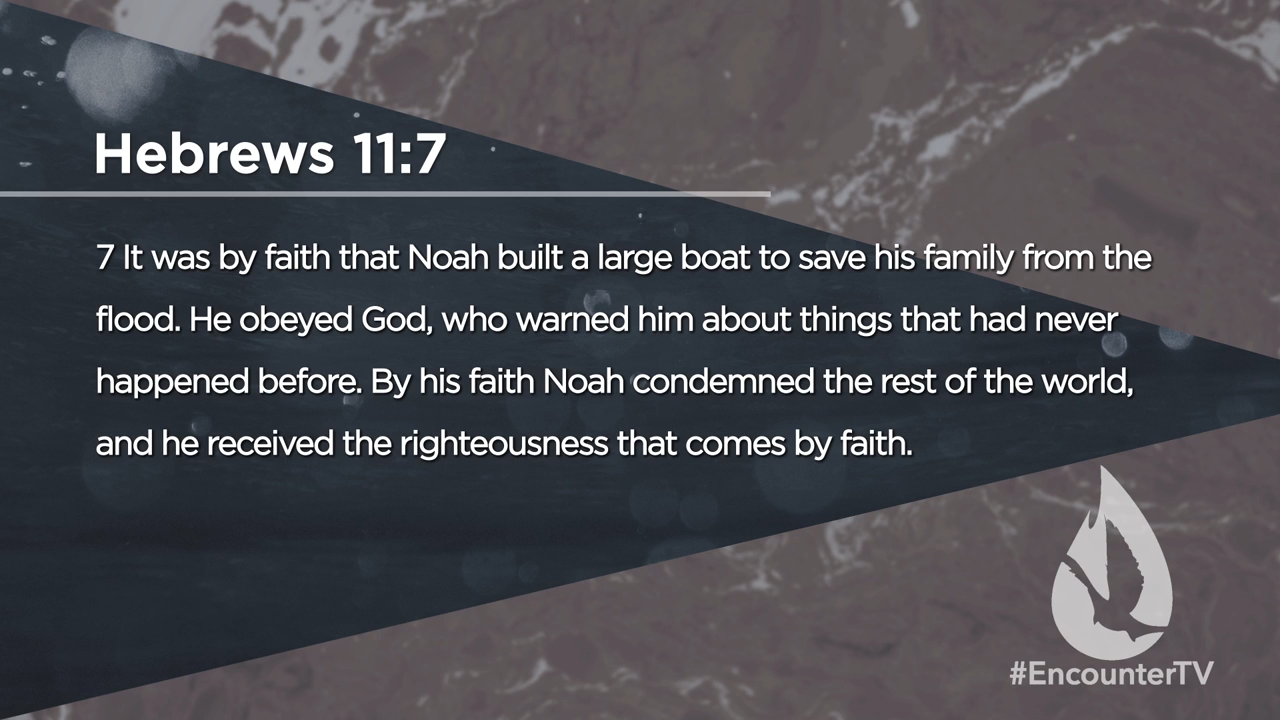 Hebrews 11:7
7 It was by faith that Noah built a large boat to save his family from the
flood. He obeyed God, who warned him about things that had never
happened before. By his faith Noah condemned the rest of the world,
and he received the righteousness that comes by faith.
#EncounterTV